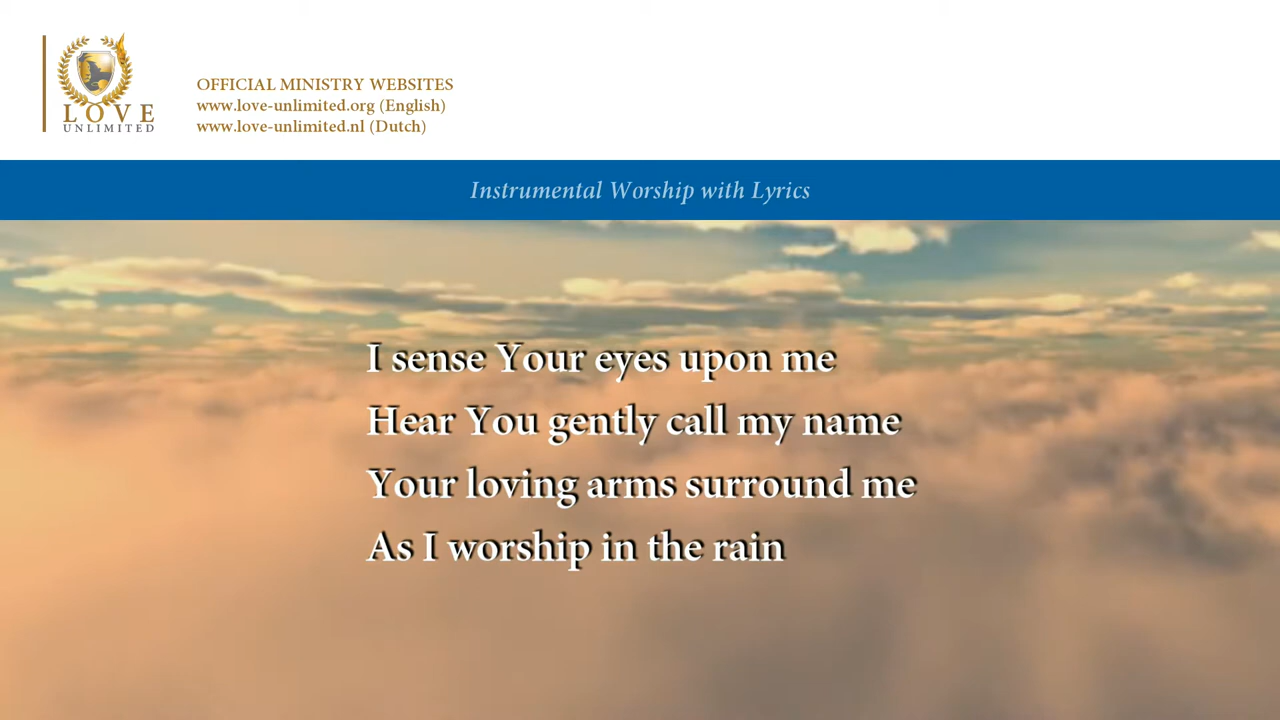 LOVE
UNLIMITED
OFFICIAL MINISTRY WEBSITES
www.love-unlimited.org (English)
www.love-unlimited.nl (Dutch)
Instrumental Worship with Lyrics
I sense Your eyes upon me
Hear You gently call my name
Your loving arms surround me
As I worship in the rain